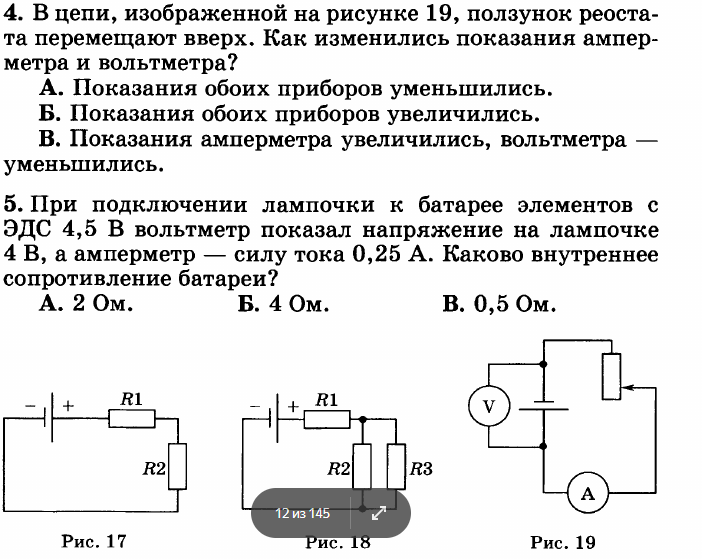 4. В цепи, изображенной на рисунке 19, ползунок реоста-
та перемещают вверх. Как изменились показания ампер-
метра и вольтметра?
А. Показания обоих приборов уменьшились.
Б. Показания обоих приборов увеличились.
В. Показания амперметра увеличились, вольтметра —
уменьшились.
5. При подключении лампочки к батарее элементов с
ЭДС 4,5 В вольтметр показал напряжение на лампочке
4 В, а амперметр — силу тока 0,25 А. Каково внутреннее
сопротивление батареи?
А. 2 Ом. Б. 4 Ом. В. 0,5 Ом.
– + R1
R2
– + R1
R2 R3
V
A
12 из 145
Рис. 17 Рис. 18 Рис. 19